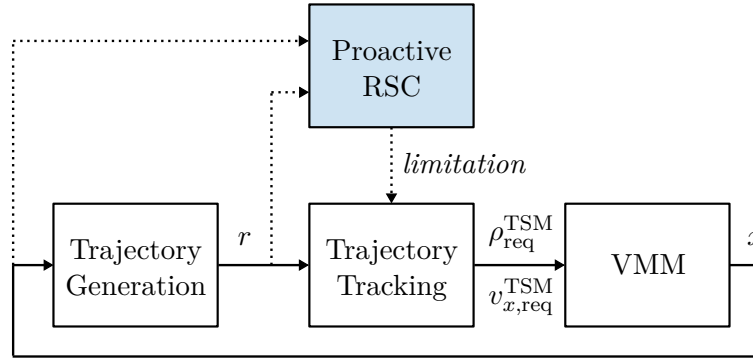 Proactive
RSC
limitation
Trajectory
Generation
r
Trajectory
Tracking
ρ_req^TSM
v_x,req^TSM
VMM